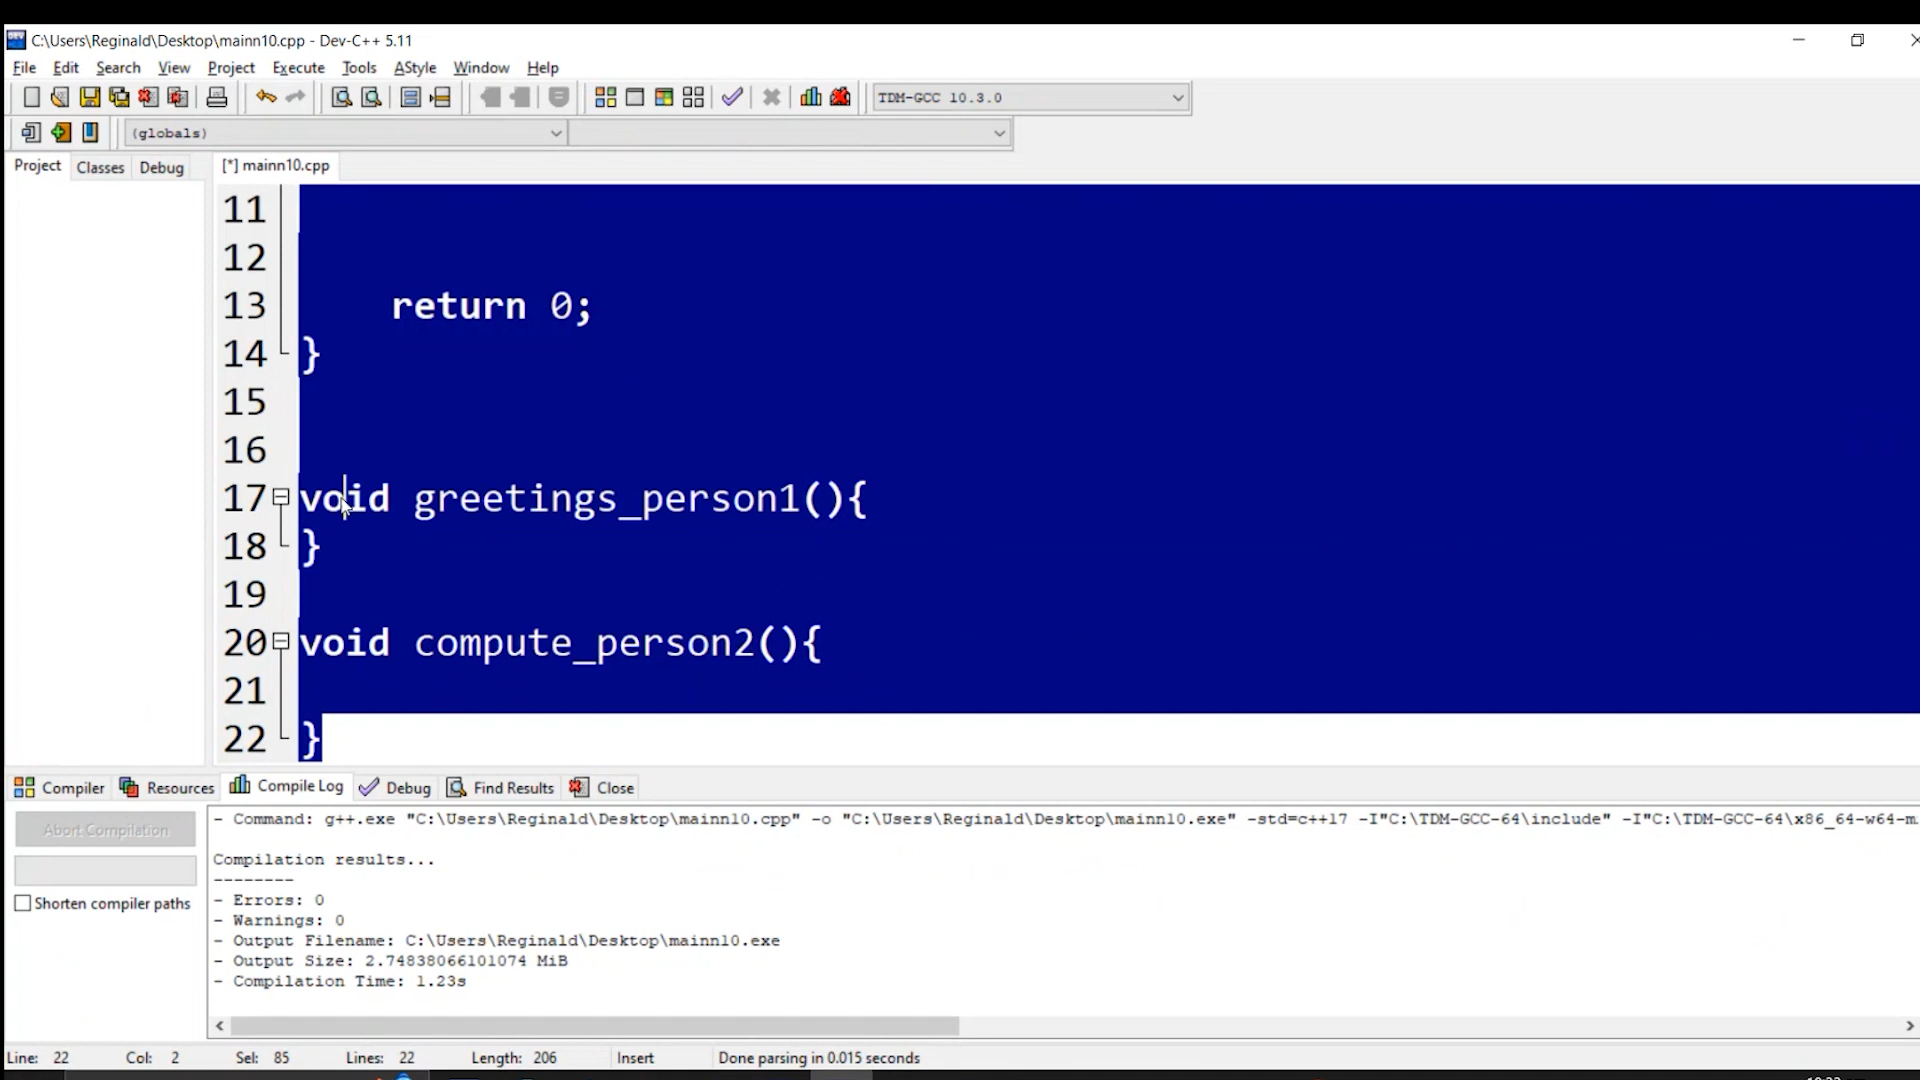 C:\Users\Reginald\Desktop\mainn10.cpp - Dev-C++ 5.11
File Edit Search View Project Execute Tools AStyle Window Help
TDM-GCC 10.3.0
(globals)
Project Classes Debug [*] mainn10.cpp
11
12
13 return 0;
14 }
15
16
17 void greetings_person1(){
18 }
19
20 void compute_person2(){
21
22 }
Compiler Resources Compile Log Debug Find Results Close
Abort Compilation
Shorten compiler paths
- Command: g++.exe "C:\Users\Reginald\Desktop\mainn10.cpp" -o "C:\Users\Reginald\Desktop\mainn10.exe" -std=c++17 -I"C:\TDM-GCC-64\include" -I"C:\TDM-GCC-64\x86_64-w64-m
Compilation results...
--------
- Errors: 0
- Warnings: 0
- Output Filename: C:\Users\Reginald\Desktop\mainn10.exe
- Output Size: 2.74838066101074 MiB
- Compilation Time: 1.23s
Line: 22 Col: 2 Sel: 85 Lines: 22 Length: 206 Insert Done parsing in 0.015 seconds